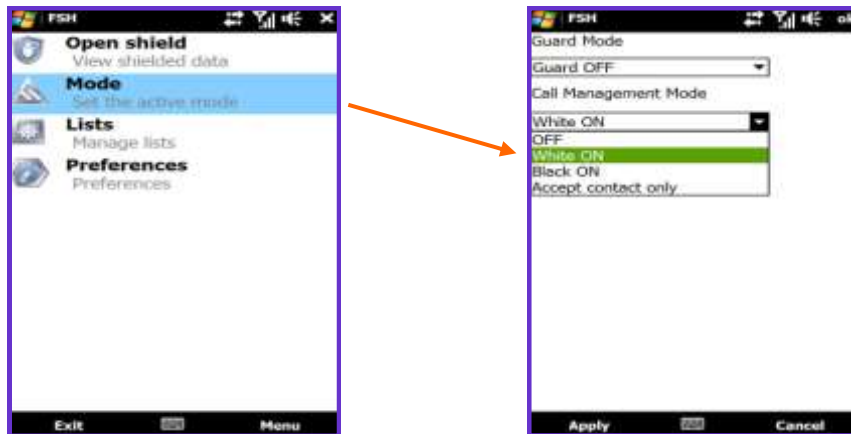 FSH
Open shield
View shielded data
Mode
Set the active mode
Lists
Manage lists
Preferences
Preferences
Exit
Menu
FSH
ok
Guard Mode
Guard OFF
Call Management Mode
White ON
OFF
White ON
Black ON
Accept contact only
Apply
Cancel